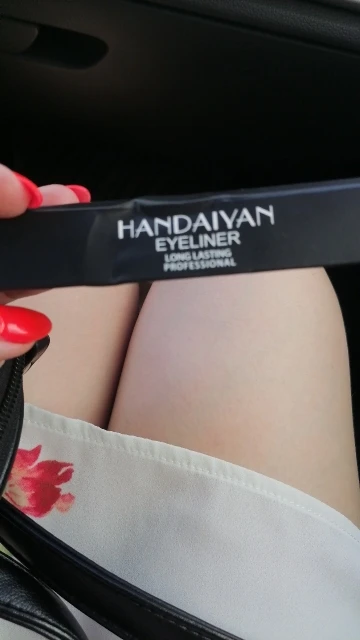 HANDAIYAN
EYELINER
LONG LASTING
PROFESSIONAL